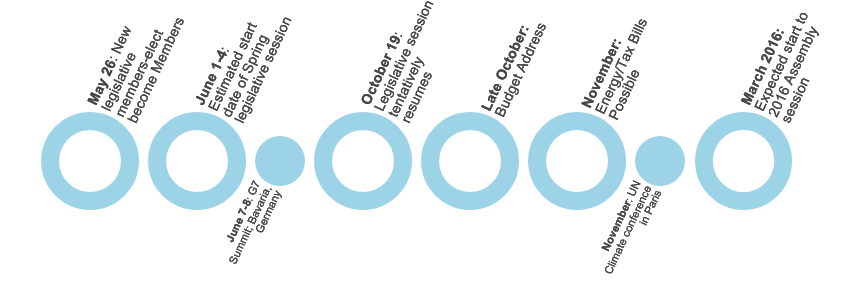 May 26: New
legislative
members-elect
become Members
June 1-4:
Estimated start
date of Spring
legislative session
June 7-8: G7
Summit; Bavaria,
Germany
October 19:
Legislative session
tentatively
resumes
Late October:
Budget Address
November:
Energy/Tax Bills
Possible
November: UN
Climate conference
in Paris
March 2016:
Expected start to
2016 Assembly
session